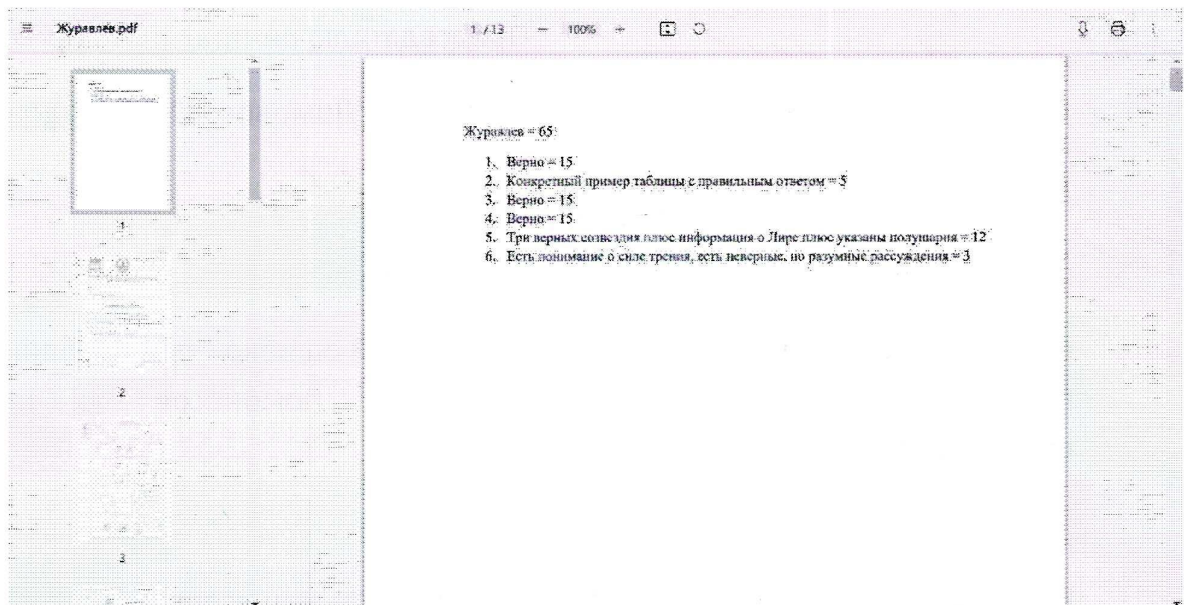 Журавлев.pdf
1 / 13 — 100% +
Журавлев = 65
1. Верно = 15
2. Конкретный пример таблицы с правильным ответом = 5
3. Верно = 15
4. Верно = 15
5. Три верных созвездия плюс информация о Лире плюс указаны полушария = 12
6. Есть понимание о силе трения, есть неверные, но разумные рассуждения = 3
1
2
3